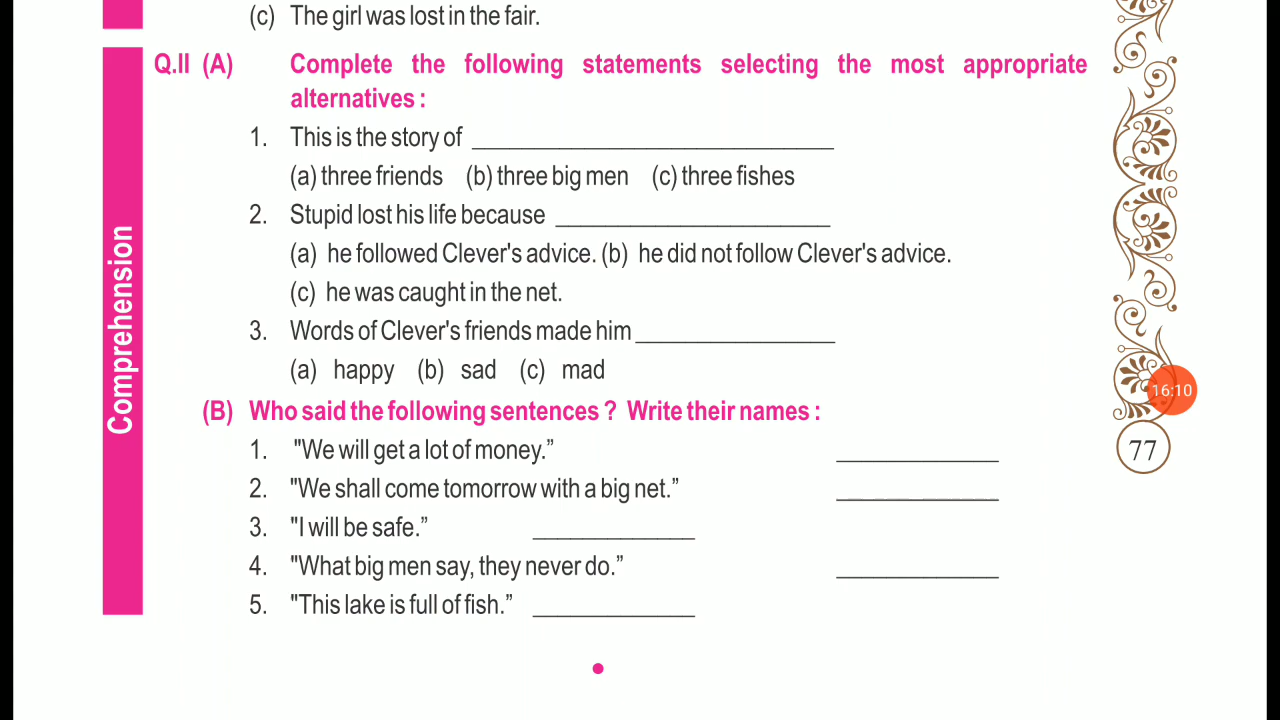 (c) The girl was lost in the fair.
Q.II (A) Complete the following statements selecting the most appropriate
alternatives :
1. This is the story of ______________________________
(a) three friends (b) three big men (c) three fishes
2. Stupid lost his life because _______________________
(a) he followed Clever's advice. (b) he did not follow Clever's advice.
(c) he was caught in the net.
3. Words of Clever's friends made him ________________
(a) happy (b) sad (c) mad
(B) Who said the following sentences ? Write their names :
1. "We will get a lot of money.” _____________
2. "We shall come tomorrow with a big net.” _____________
3. "I will be safe.” _____________
4. "What big men say, they never do.” _____________
5. "This lake is full of fish.” _____________
Comprehension
16:10
77